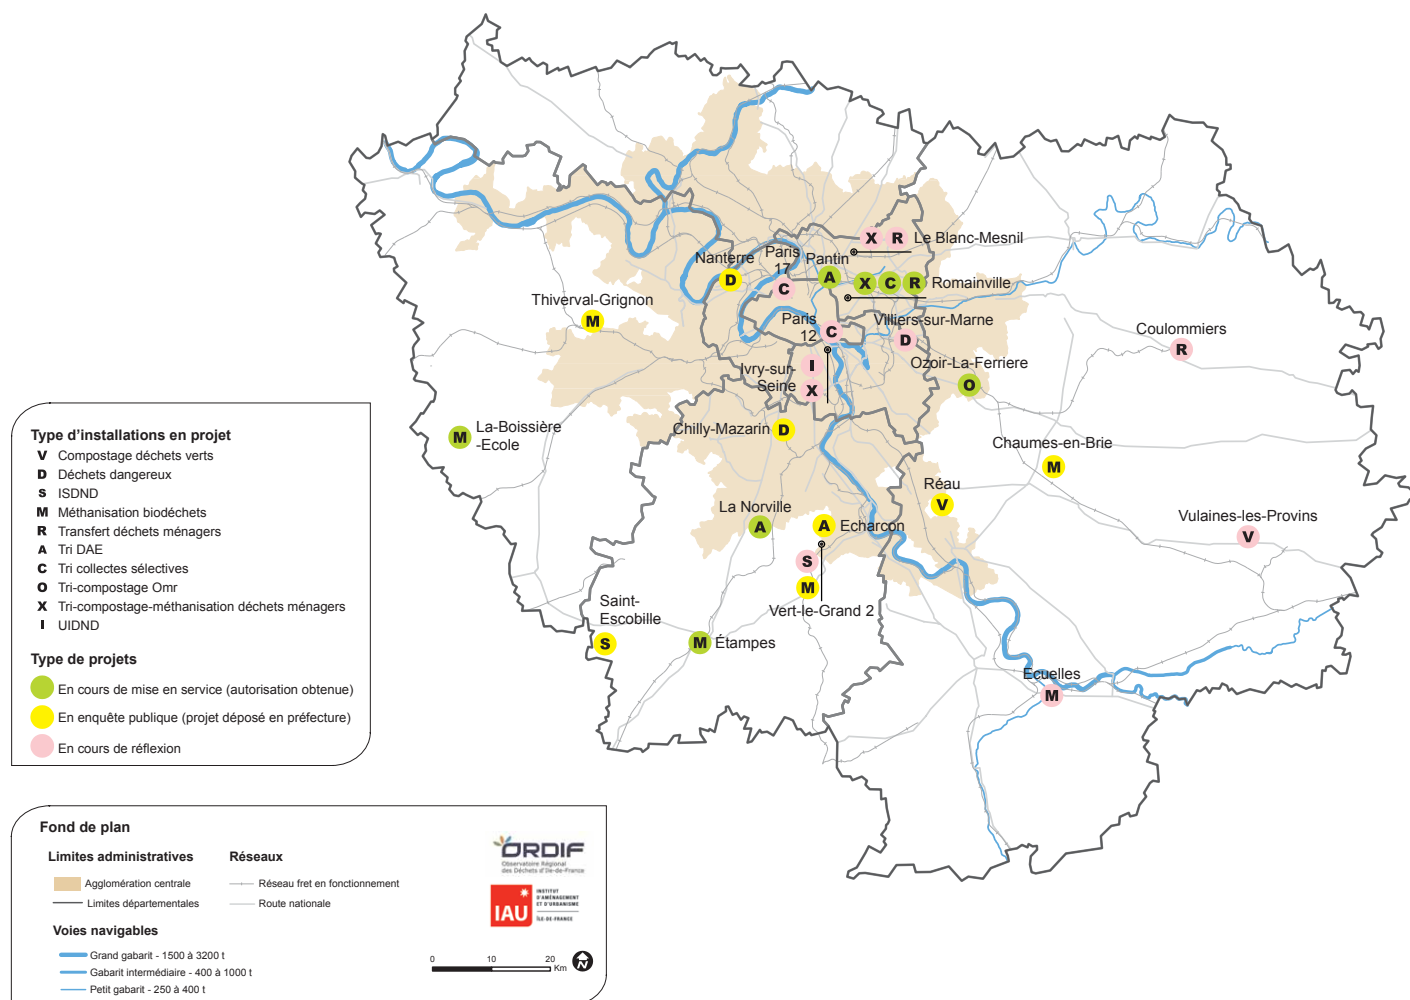 X R Le Blanc-Mesnil
Paris
17
Pantin
Nanterre
D
C
A
X C R Romainville
Thiverval-Grignon
M
Paris
12
C
Villiers-sur-Marne
D
Coulommiers
R
Ivry-sur-
Seine
I
X
Ozoir-La-Ferriere
O
M La-Boissière
-Ecole
Chilly-Mazarin D
Chaumes-en-Brie
M
Réau
V
La Norville
A
A Echarcon
Vulaines-les-Provins
V
S
M
Vert-le-Grand 2
Saint-
Escobille
S
M Étampes
Ecuelles
M
Type d'installations en projet
V Compostage déchets verts
D Déchets dangereux
S ISDND
M Méthanisation biodéchets
R Transfert déchets ménagers
A Tri DAE
C Tri collectes sélectives
O Tri-compostage Omr
X Tri-compostage-méthanisation déchets ménagers
I UIDND
Type de projets
En cours de mise en service (autorisation obtenue)
En enquête publique (projet déposé en préfecture)
En cours de réflexion
Fond de plan
Limites administratives
Agglomération centrale
Limites départementales
Réseaux
Réseau fret en fonctionnement
Route nationale
Voies navigables
Grand gabarit - 1500 à 3200 t
Gabarit intermédiaire - 400 à 1000 t
Petit gabarit - 250 à 400 t
ORDIF
Observatoire Régional
des Déchets d'Ile-de-France
IAU
INSTITUT
D'AMÉNAGEMENT
ET D'URBANISME
ÎLE-DE-FRANCE
0 10 20
Km
N